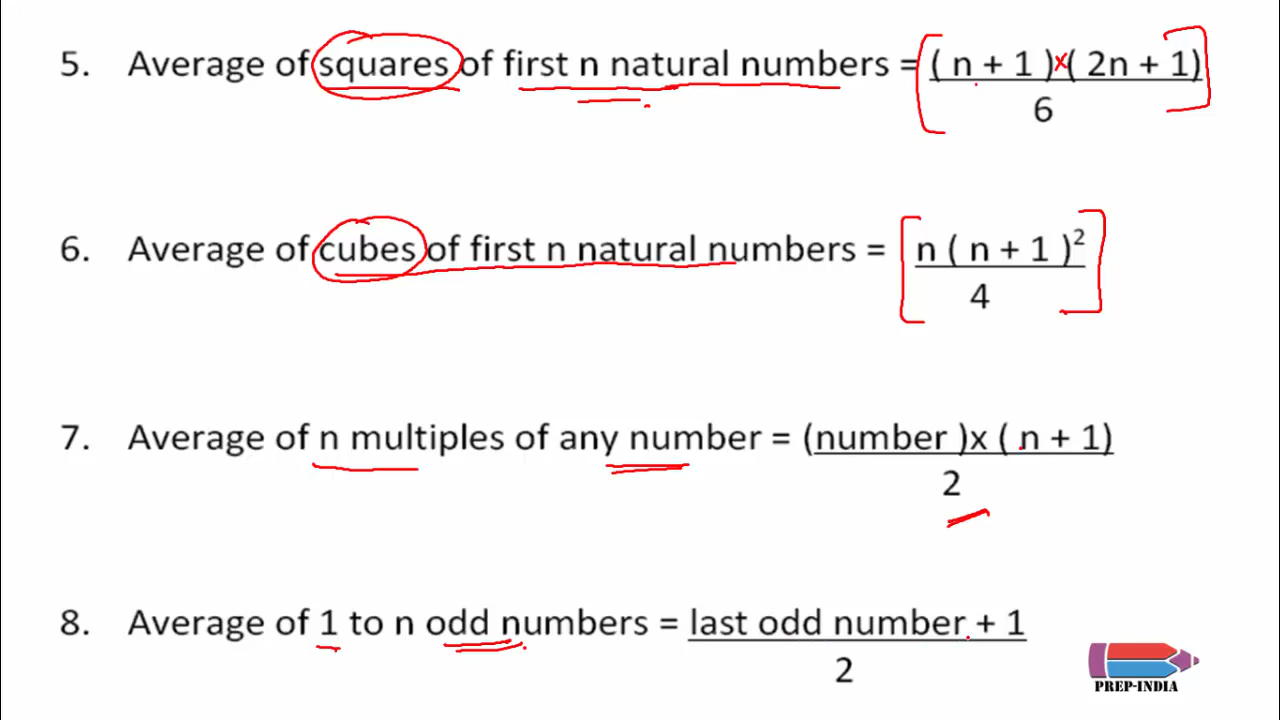 5. Average of squares of first n natural numbers = ( n + 1 )x( 2n + 1)
6
6. Average of cubes of first n natural numbers = n ( n + 1 )²
4
7. Average of n multiples of any number = (number )x ( n + 1)
2
8. Average of 1 to n odd numbers = last odd number + 1
2
PREP-INDIA